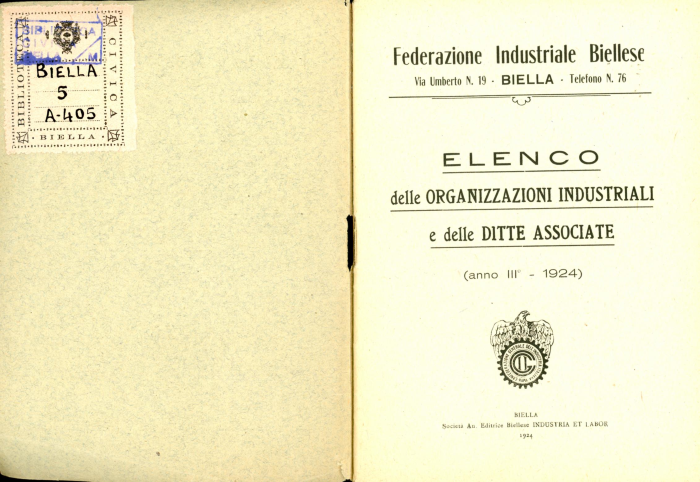 BIBLIOTECA
CIVICA
BIELLA
5
A-405
· BIELLA ·
Federazione Industriale Biellese
Via Umberto N. 19 - BIELLA - Telefono N. 76
ELENCO
delle ORGANIZZAZIONI INDUSTRIALI
e delle DITTE ASSOCIATE
(anno III° - 1924)
BIELLA
Società An. Editrice Biellese INDUSTRIA ET LABOR
1924